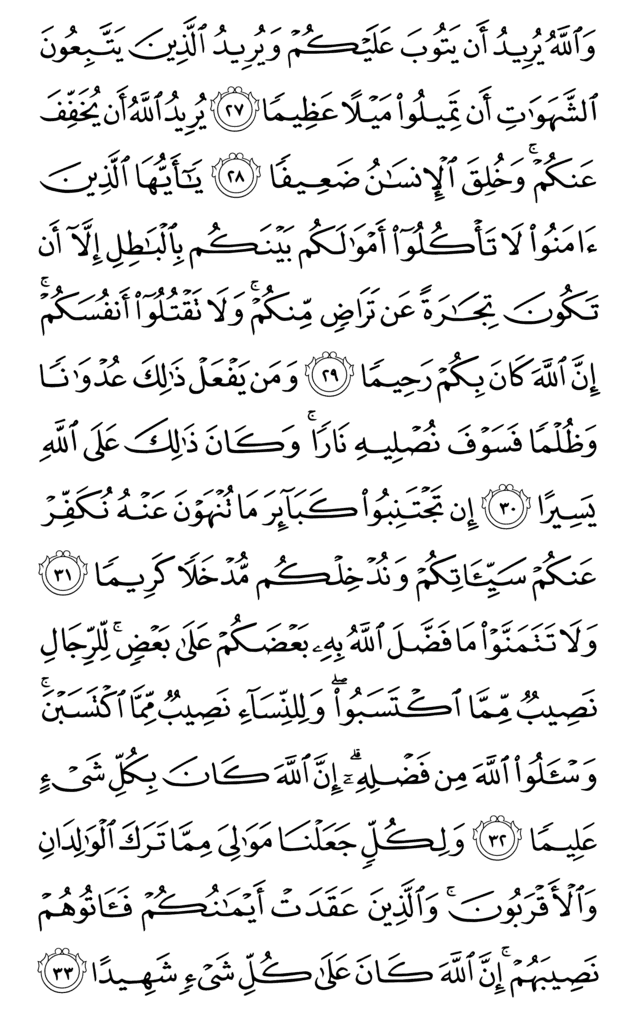 وَٱللَّهُ يُرِيدُ أَن يَتُوبَ عَلَيۡكُمۡ وَيُرِيدُ ٱلَّذِينَ يَتَّبِعُونَ
ٱلشَّهَوَٰتِ أَن تَمِيلُواْ مَيۡلًا عَظِيمٗا ٢٧ يُرِيدُ ٱللَّهُ أَن يُخَفِّفَ
عَنكُمۡۚ وَخُلِقَ ٱلۡإِنسَٰنُ ضَعِيفٗا ٢٨ يَٰٓأَيُّهَا ٱلَّذِينَ
ءَامَنُواْ لَا تَأۡكُلُوٓاْ أَمۡوَٰلَكُم بَيۡنَكُم بِٱلۡبَٰطِلِ إِلَّآ أَن
تَكُونَ تِجَٰرَةً عَن تَرَاضٖ مِّنكُمۡۚ وَلَا تَقۡتُلُوٓاْ أَنفُسَكُمۡۚ
إِنَّ ٱللَّهَ كَانَ بِكُمۡ رَحِيمٗا ٢٩ وَمَن يَفۡعَلۡ ذَٰلِكَ عُدۡوَٰنٗا
وَظُلۡمٗا فَسَوۡفَ نُصۡلِيهِ نَارٗاۚ وَكَانَ ذَٰلِكَ عَلَى ٱللَّهِ
يَسِيرًا ٣٠ إِن تَجۡتَنِبُواْ كَبَآئِرَ مَا تُنۡهَوۡنَ عَنۡهُ نُكَفِّرۡ
عَنكُمۡ سَيِّـَٔاتِكُمۡ وَنُدۡخِلۡكُم مُّدۡخَلٗا كَرِيمٗا ٣١
وَلَا تَتَمَنَّوۡاْ مَا فَضَّلَ ٱللَّهُ بِهِۦ بَعۡضَكُمۡ عَلَىٰ بَعۡضٖۚ لِّلرِّجَالِ
نَصِيبٞ مِّمَّا ٱكۡتَسَبُواْۖ وَلِلنِّسَآءِ نَصِيبٞ مِّمَّا ٱكۡتَسَبۡنَۚ
وَسۡـَٔلُواْ ٱللَّهَ مِن فَضۡلِهِۦٓۗ إِنَّ ٱللَّهَ كَانَ بِكُلِّ شَيۡءٍ
عَلِيمٗا ٣٢ وَلِكُلّٖ جَعَلۡنَا مَوَٰلِيَ مِمَّا تَرَكَ ٱلۡوَٰلِدَانِ
وَٱلۡأَقۡرَبُونَۚ وَٱلَّذِينَ عَقَدَتۡ أَيۡمَٰنُكُمۡ فَـَٔاتُوهُمۡ
نَصِيبَهُمۡۚ إِنَّ ٱللَّهَ كَانَ عَلَىٰ كُلِّ شَيۡءٖ شَهِيدًا ٣٣